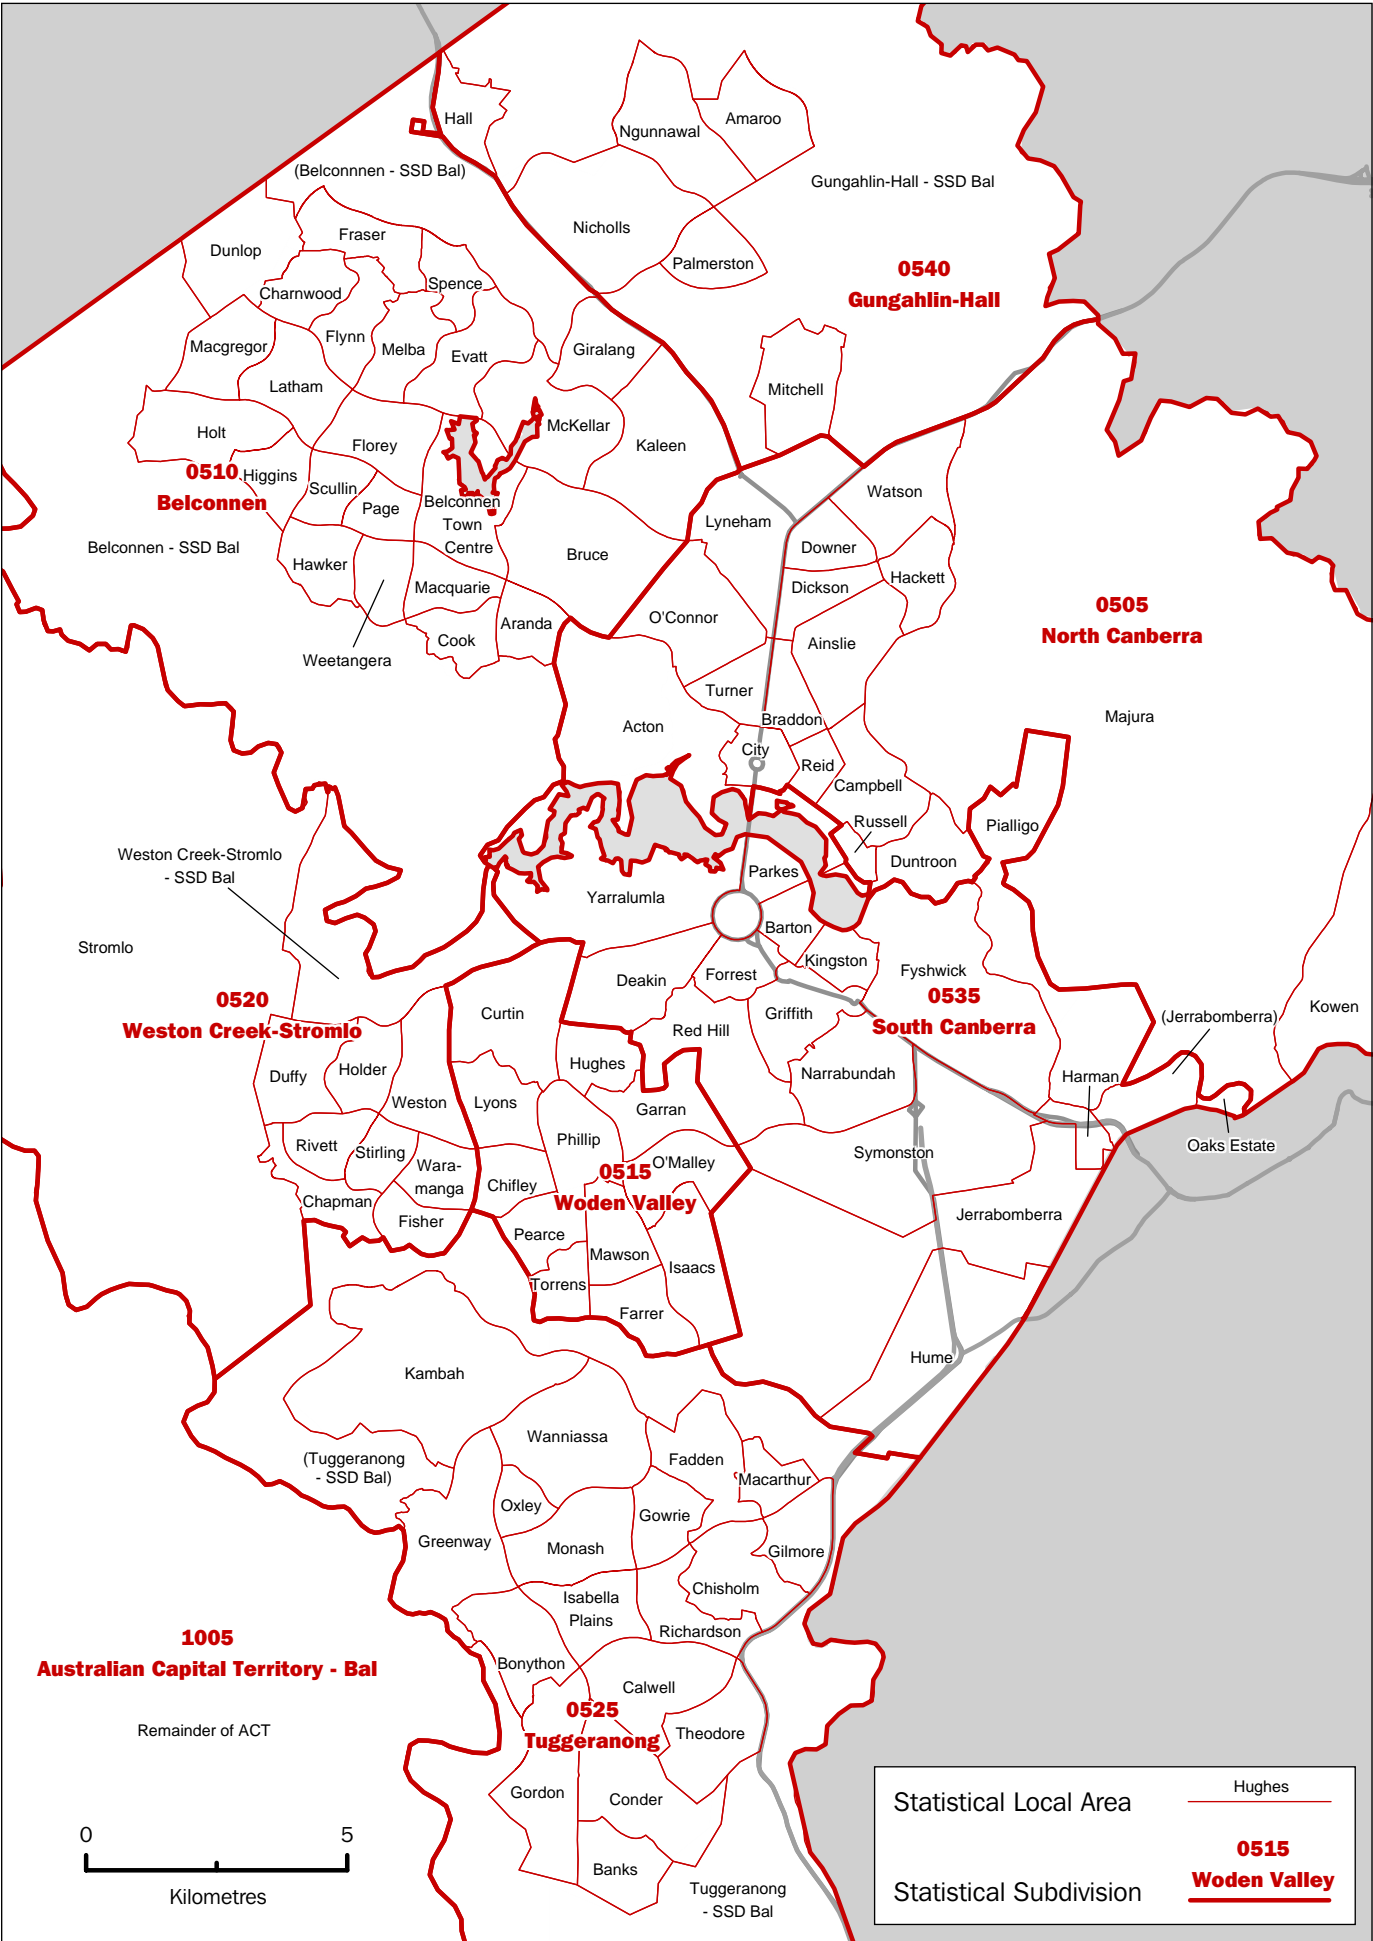 Hall
Ngunnawal
Amaroo
(Belconnnen - SSD Bal)
Gungahlin-Hall - SSD Bal
Nicholls
Dunlop
Fraser
Palmerston
0540
Gungahlin-Hall
Charnwood
Spence
Macgregor
Flynn
Melba
Evatt
Giralang
Latham
Mitchell
Holt
McKellar
Florey
Kaleen
0510
Belconnen
Higgins
Scullin
Page
Belconnen
Town
Centre
Watson
Lyneham
Belconnen - SSD Bal
Downer
Bruce
Hawker
Macquarie
Dickson
Hackett
0505
North Canberra
O'Connor
Aranda
Cook
Ainslie
Weetangera
Turner
Majura
Acton
Braddon
City
Reid
Campbell
Russell
Pialligo
Weston Creek-Stromlo
- SSD Bal
Duntroon
Parkes
Yarralumla
Barton
Stromlo
Kingston
Fyshwick
Deakin
Forrest
0520
Weston Creek-Stromlo
0535
South Canberra
Kowen
Curtin
Griffith
(Jerrabomberra)
Red Hill
Hughes
Duffy
Holder
Narrabundah
Harman
Weston
Lyons
Garran
Phillip
Rivett
Stirling
Symonston
Oaks Estate
Wara-
manga
O'Malley
0515
Woden Valley
Chifley
Chapman
Fisher
Jerrabomberra
Pearce
Mawson
Isaacs
Torrens
Farrer
Hume
Kambah
Wanniassa
(Tuggeranong
- SSD Bal)
Fadden
Macarthur
Oxley
Gowrie
Greenway
Monash
Gilmore
Chisholm
Isabella
Plains
Richardson
1005
Australian Capital Territory - Bal
Bonython
Calwell
0525
Tuggeranong
Theodore
Remainder of ACT
Gordon
Conder
Banks
Tuggeranong
- SSD Bal
0 5
Kilometres
Statistical Local Area
Hughes
0515
Woden Valley
Statistical Subdivision